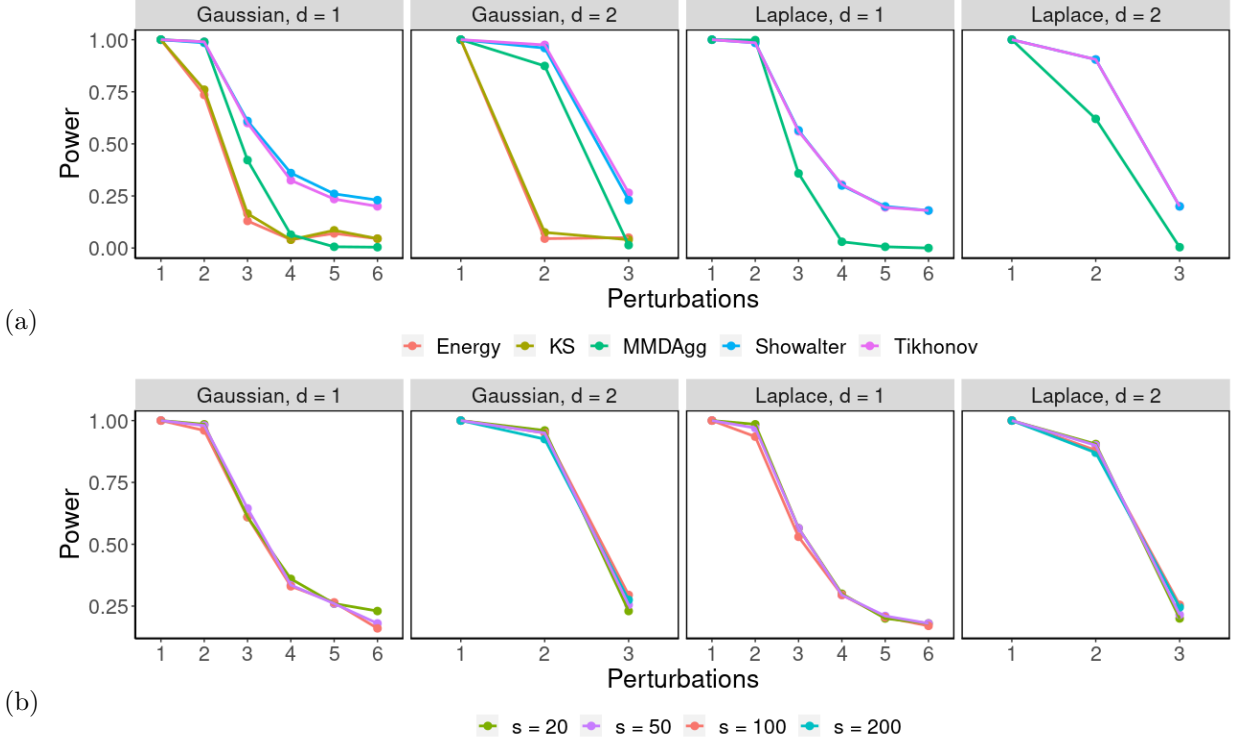 Gaussian, d = 1 Gaussian, d = 2 Laplace, d = 1 Laplace, d = 2
Power
1.00
0.75
0.50
0.25
0.00
1 2 3 4 5 6 1 2 3 1 2 3 4 5 6 1 2 3
Perturbations
(a)
Energy KS MMDAgg Showalter Tikhonov
Gaussian, d = 1 Gaussian, d = 2 Laplace, d = 1 Laplace, d = 2
Power
1.00
0.75
0.50
0.25
1 2 3 4 5 6 1 2 3 1 2 3 4 5 6 1 2 3
Perturbations
(b)
s = 20 s = 50 s = 100 s = 200